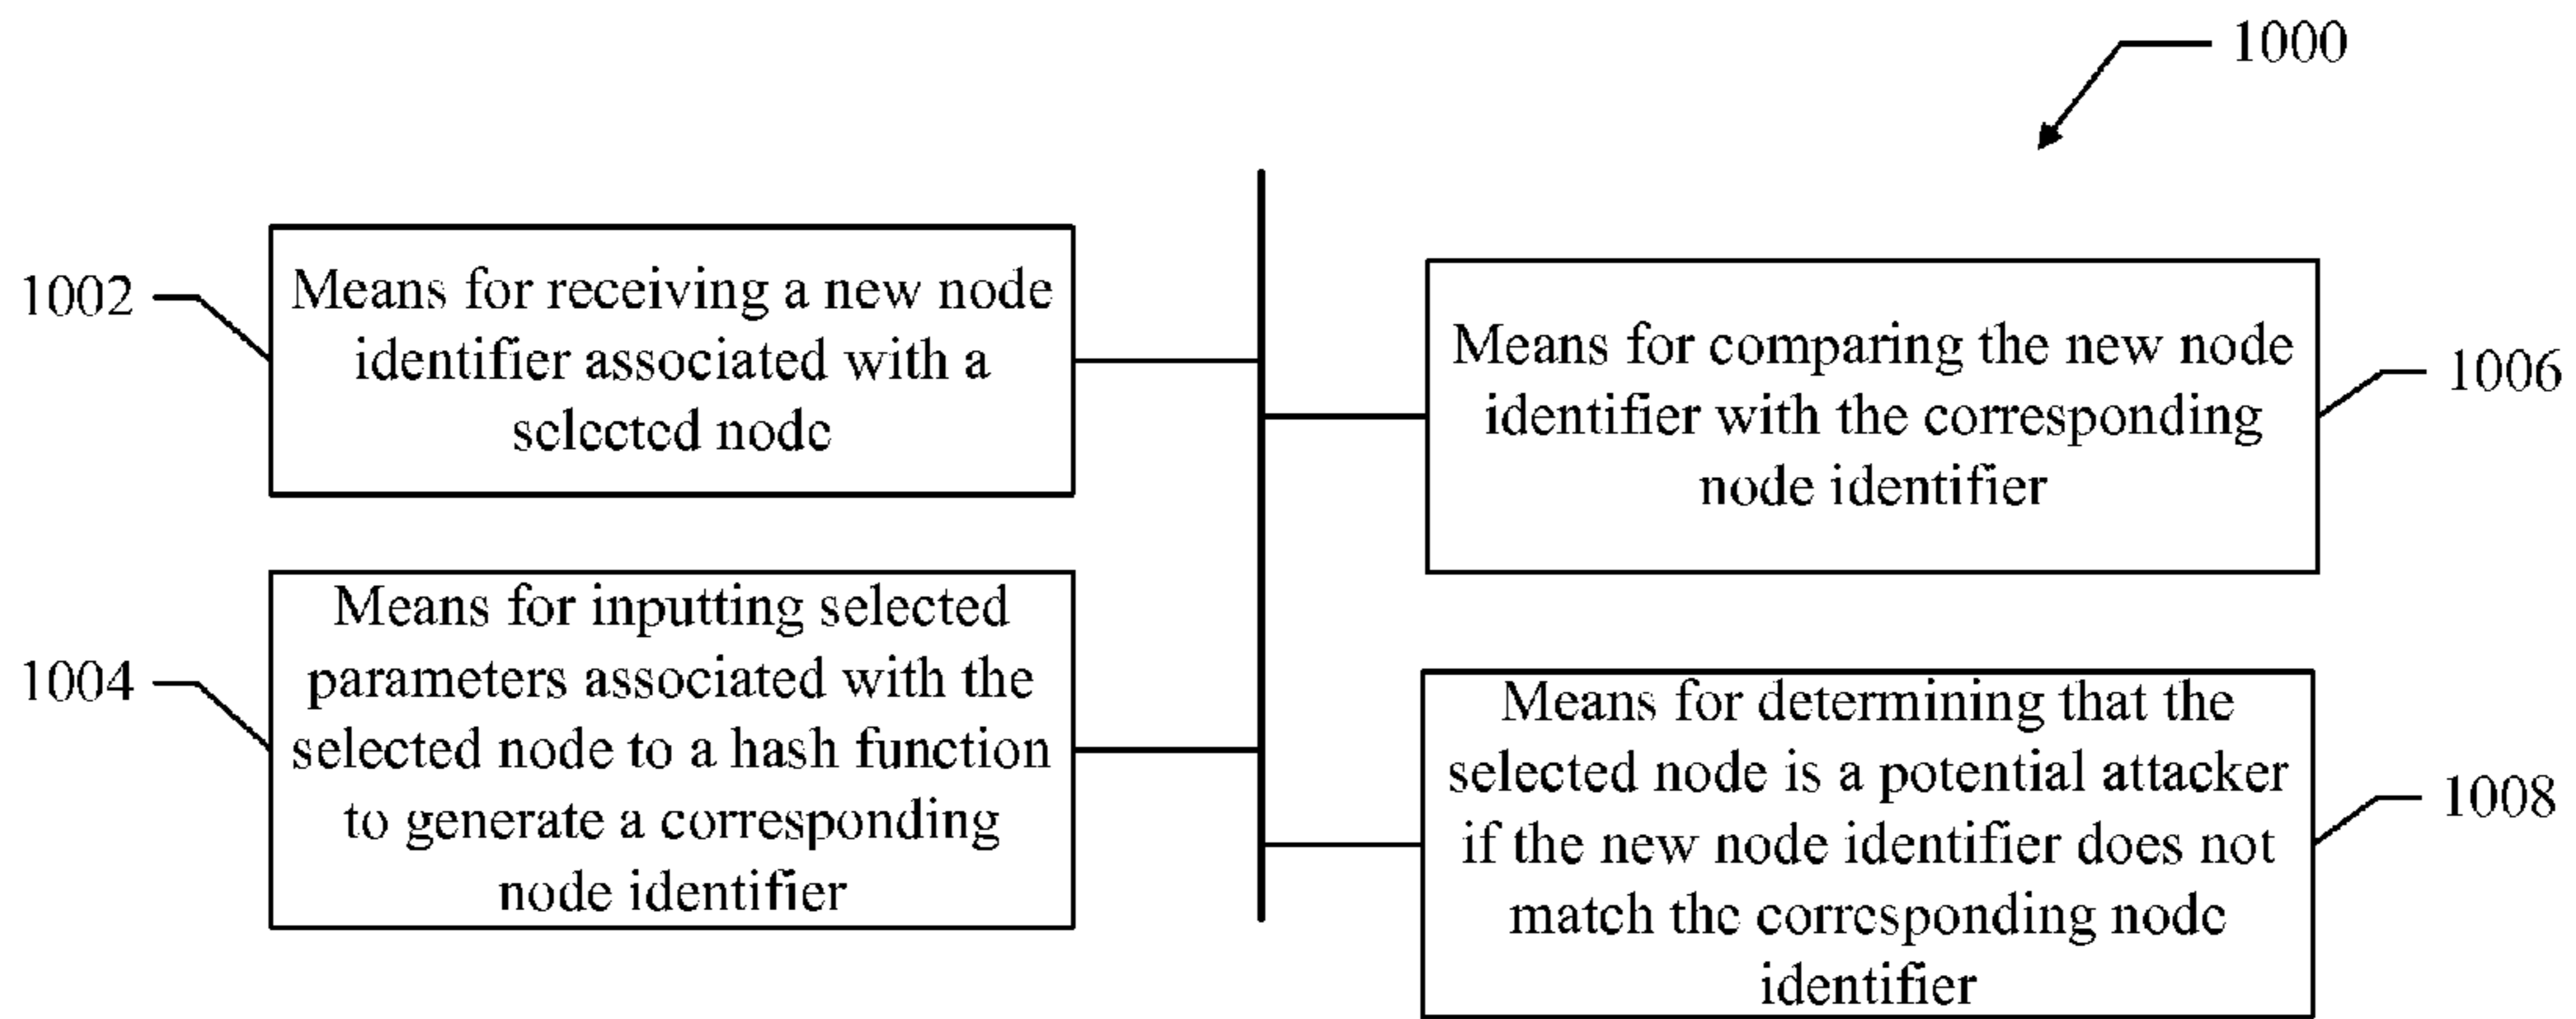 1000
1002
Means for receiving a new node
identifier associated with a
selected node
1004
Means for inputting selected
parameters associated with the
selected node to a hash function
to generate a corresponding
node identifier
Means for comparing the new node
identifier with the corresponding
node identifier
1006
Means for determining that the
selected node is a potential attacker
if the new node identifier does not
match the corresponding node
identifier
1008